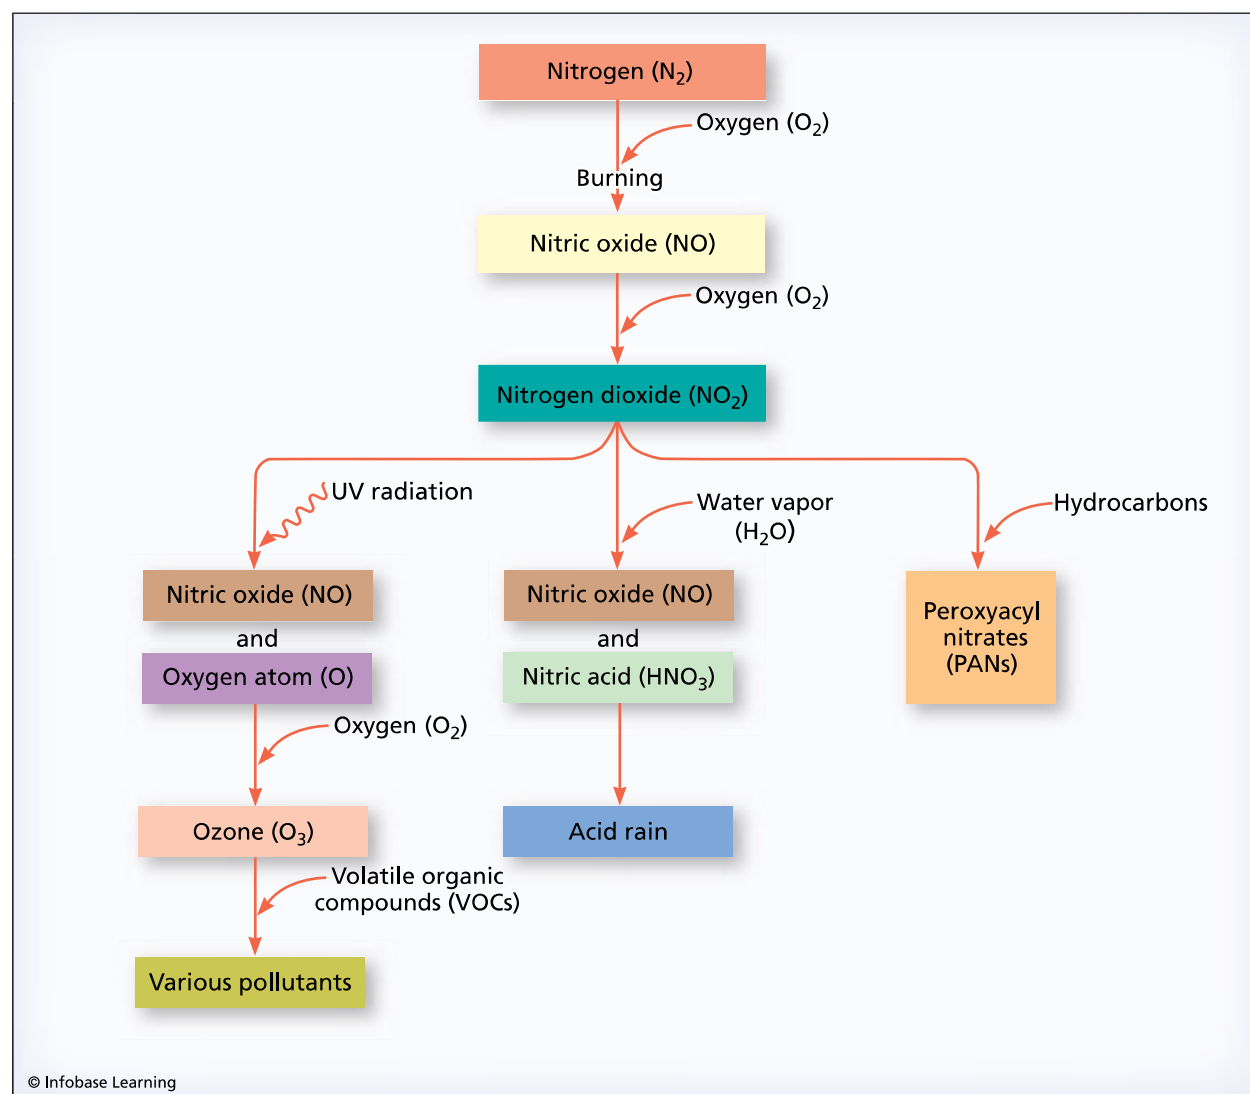 Nitrogen (N₂)
Oxygen (O₂)
Burning
Nitric oxide (NO)
Oxygen (O₂)
Nitrogen dioxide (NO₂)
UV radiation
Water vapor
(H₂O)
Hydrocarbons
Nitric oxide (NO)
and
Oxygen atom (O)
Nitric oxide (NO)
and
Nitric acid (HNO₃)
Peroxyacyl
nitrates
(PANs)
Oxygen (O₂)
Ozone (O₃)
Acid rain
Volatile organic
compounds (VOCs)
Various pollutants
© Infobase Learning